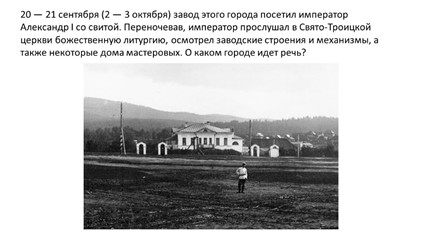 20 — 21 сентября (2 — 3 октября) завод этого города посетил император
Александр I со свитой. Переночевав, император прослушал в Свято-Троицкой
церкви божественную литургию, осмотрел заводские строения и механизмы, а
также некоторые дома мастеровых. О каком городе идет речь?